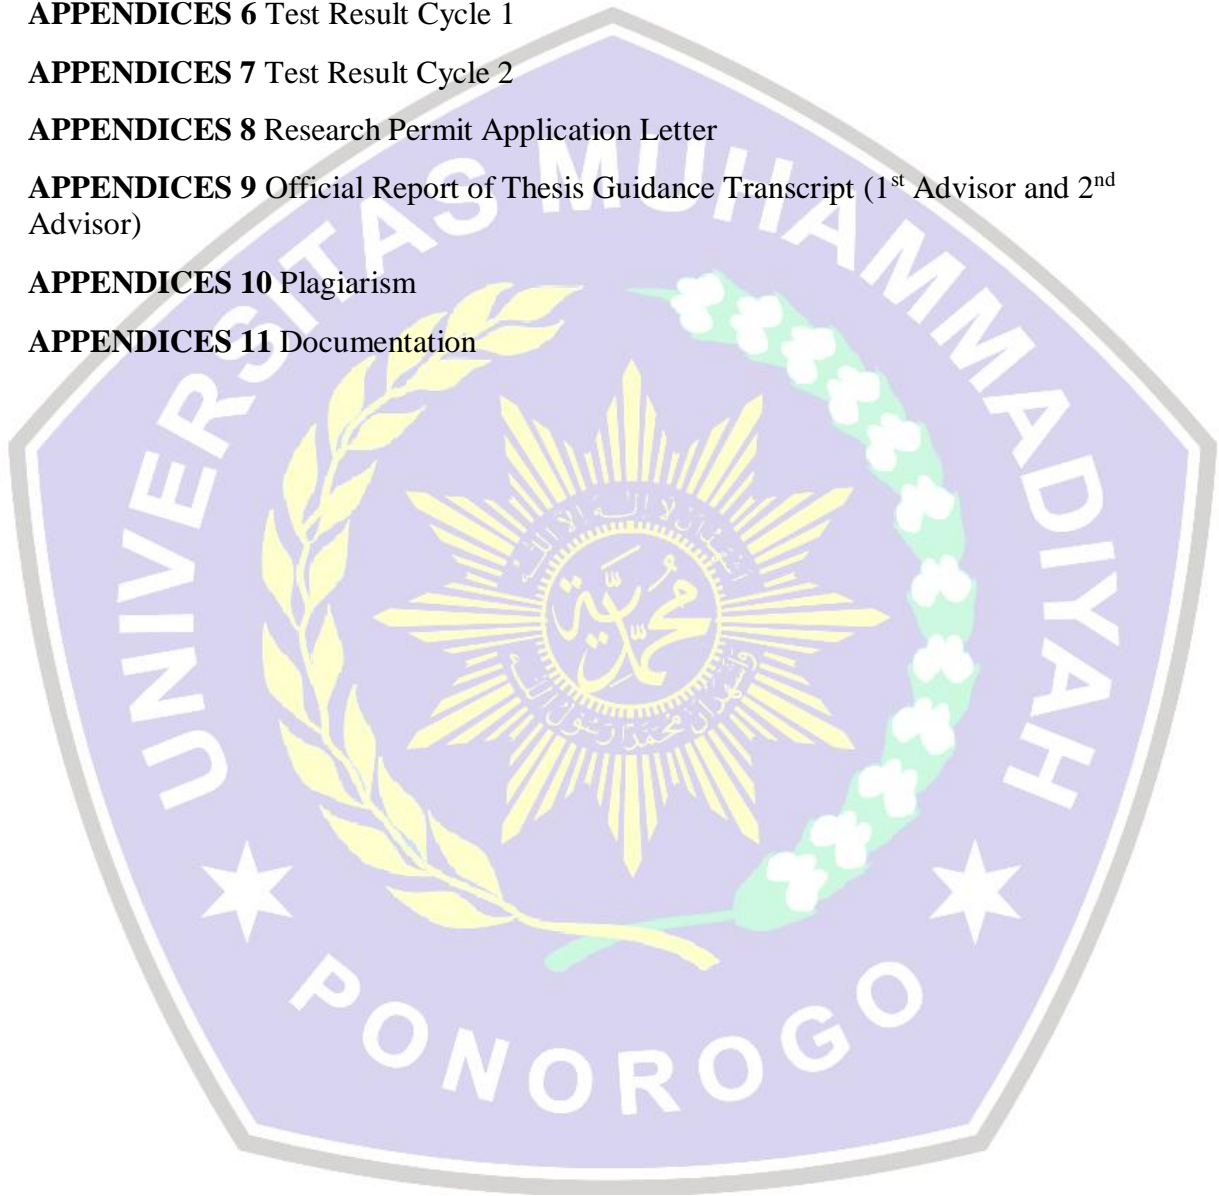 APPENDICES 6 Test Result Cycle 1
APPENDICES 7 Test Result Cycle 2
APPENDICES 8 Research Permit Application Letter
APPENDICES 9 Official Report of Thesis Guidance Transcript (1st Advisor and 2nd
Advisor)
APPENDICES 10 Plagiarism
APPENDICES 11 Documentation
UNIVERSITAS MUHAMMADIYAH
محمدية
PONOROGO